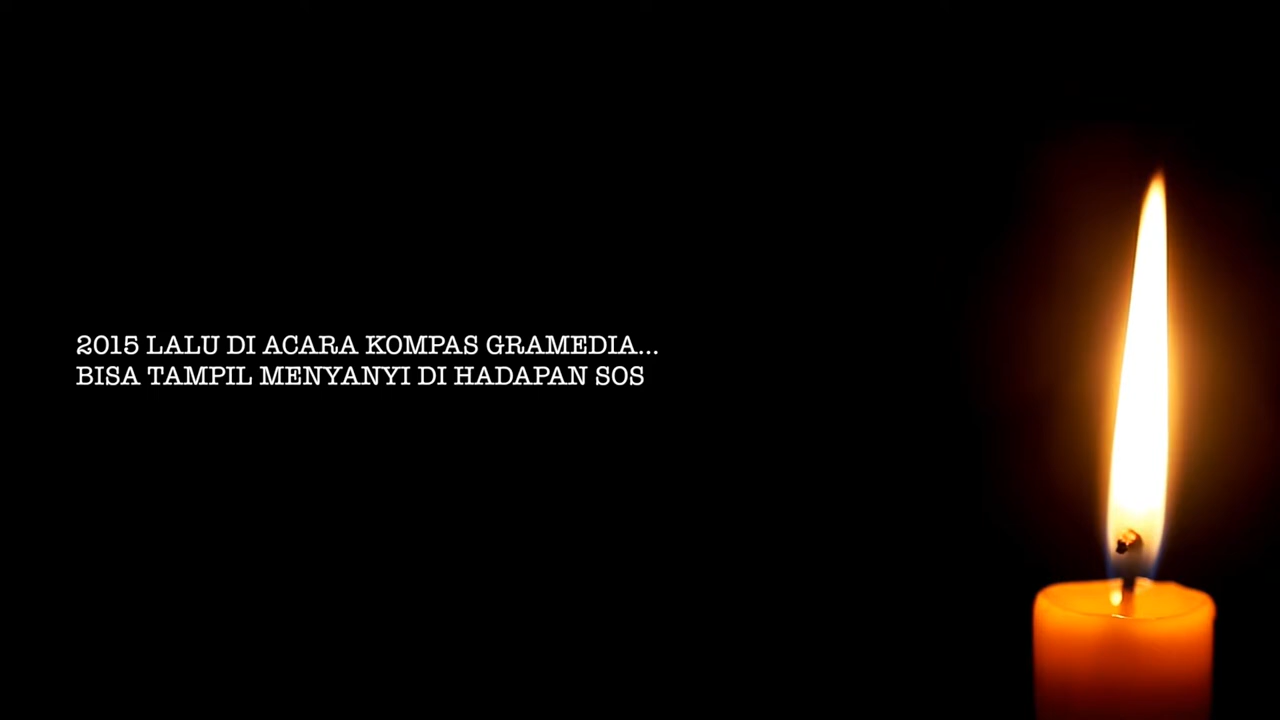 2015 LALU DI ACARA KOMPAS GRAMEDIA...
BISA TAMPIL MENYANYI DI HADAPAN SOS